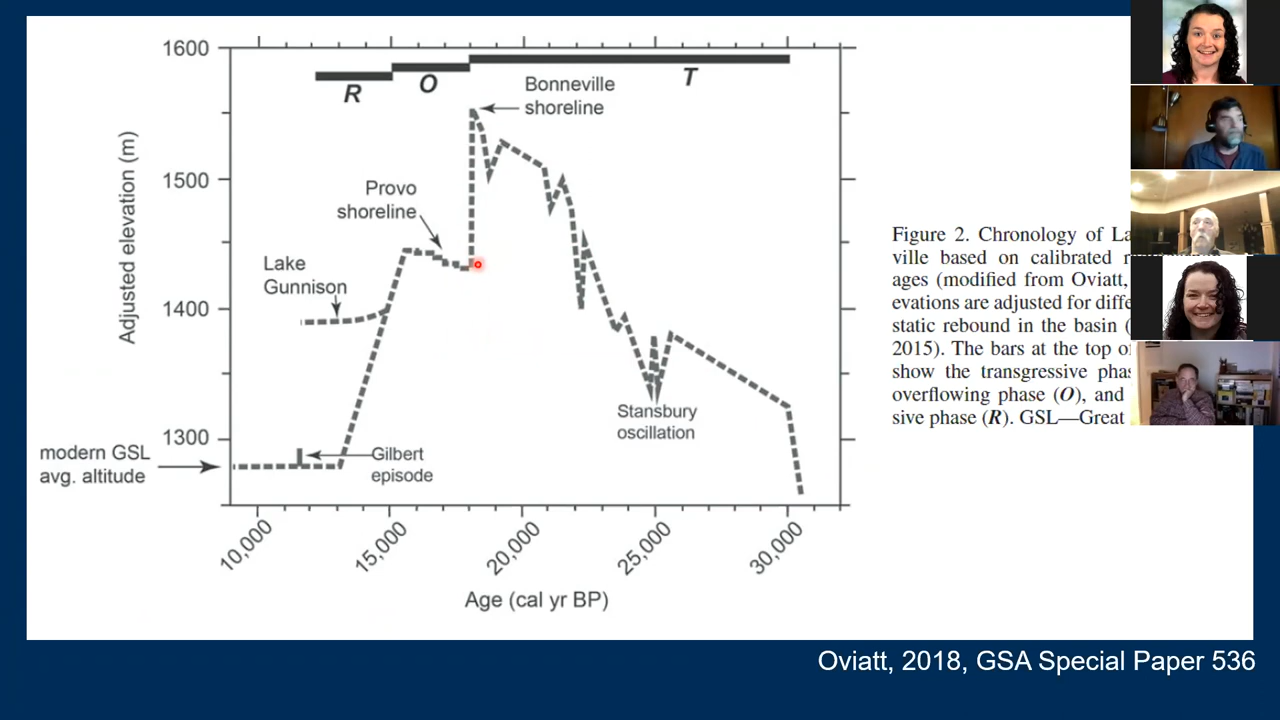 1600
1500
1400
1300
Adjusted elevation (m)
R
O
T
Bonneville
shoreline
Provo
shoreline
Lake
Gunnison
Stansbury
oscillation
modern GSL
avg. altitude
Gilbert
episode
10,000
15,000
20,000
25,000
30,000
Age (cal yr BP)
Figure 2. Chronology of La
ville based on calibrated
ages (modified from Oviatt,
evations are adjusted for diffe
static rebound in the basin (
2015). The bars at the top o
show the transgressive phas
overflowing phase (O), and
sive phase (R). GSL—Great
Oviatt, 2018, GSA Special Paper 536